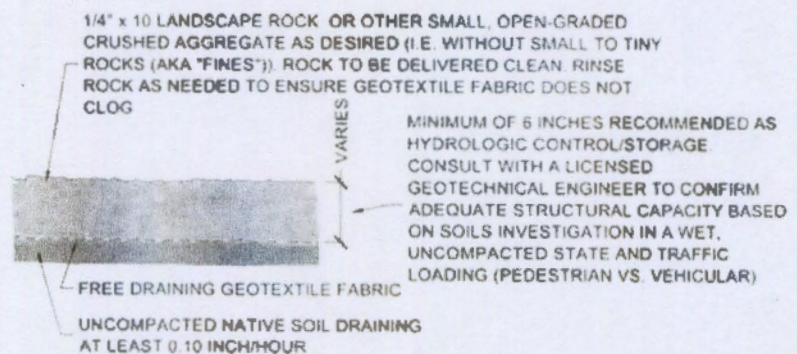 1/4" x 10 LANDSCAPE ROCK OR OTHER SMALL, OPEN-GRADED
CRUSHED AGGREGATE AS DESIRED (I.E. WITHOUT SMALL TO TINY
ROCKS (AKA "FINES")). ROCK TO BE DELIVERED CLEAN. RINSE
ROCK AS NEEDED TO ENSURE GEOTEXTILE FABRIC DOES NOT
CLOG
VARIES
MINIMUM OF 6 INCHES RECOMMENDED AS
HYDROLOGIC CONTROL/STORAGE.
CONSULT WITH A LICENSED
GEOTECHNICAL ENGINEER TO CONFIRM
ADEQUATE STRUCTURAL CAPACITY BASED
ON SOILS INVESTIGATION IN A WET,
UNCOMPACTED STATE AND TRAFFIC
LOADING (PEDESTRIAN VS. VEHICULAR)
FREE DRAINING GEOTEXTILE FABRIC
UNCOMPACTED NATIVE SOIL DRAINING
AT LEAST 0.10 INCH/HOUR